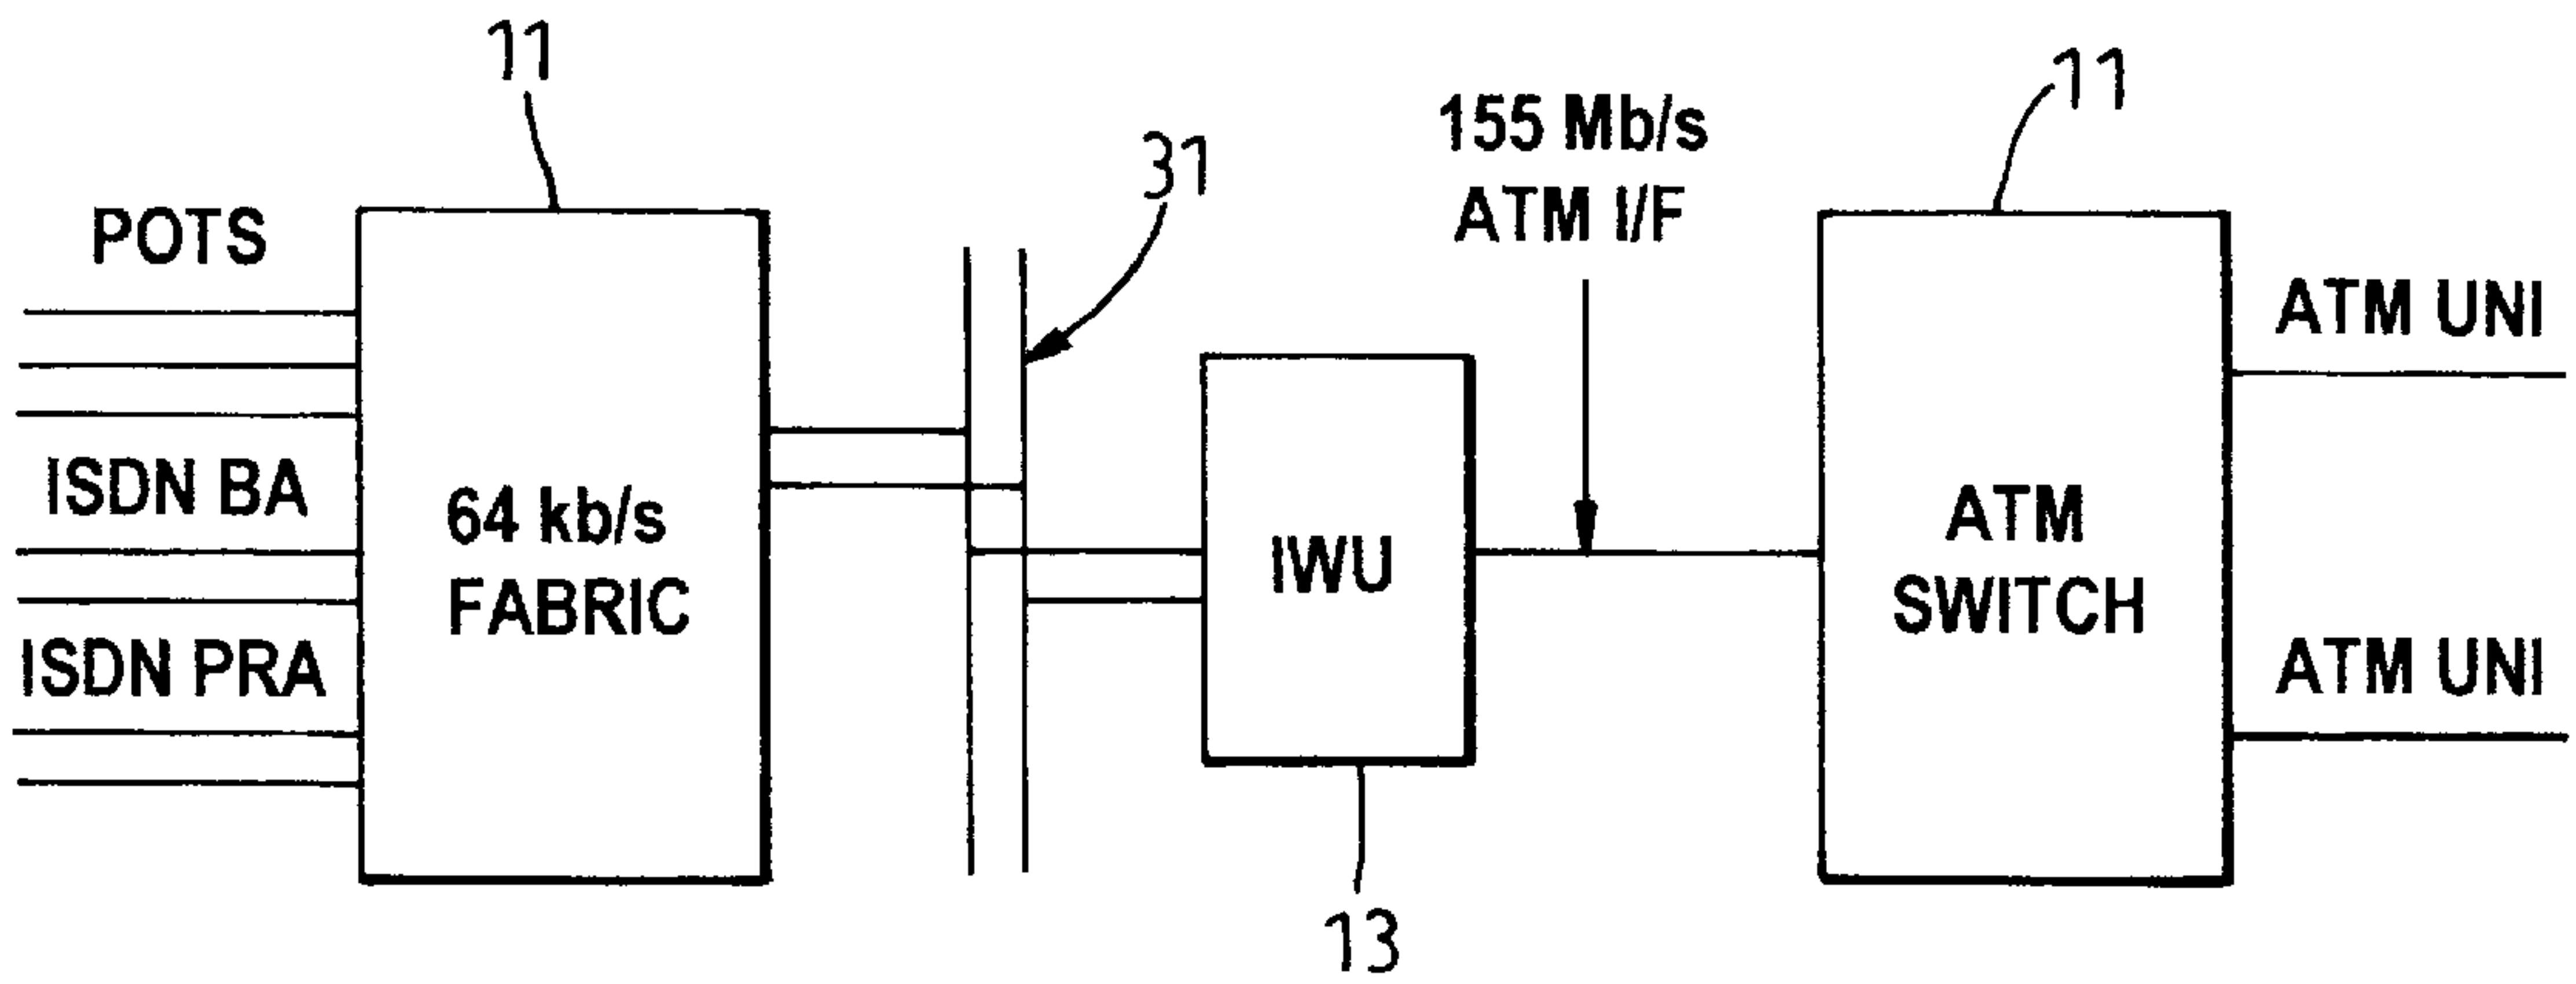 11
11
31
155 Mb/s
ATM I/F
POTS
ATM UNI
ISDN BA
64 kb/s
FABRIC
IWU
ATM
SWITCH
ISDN PRA
ATM UNI
13